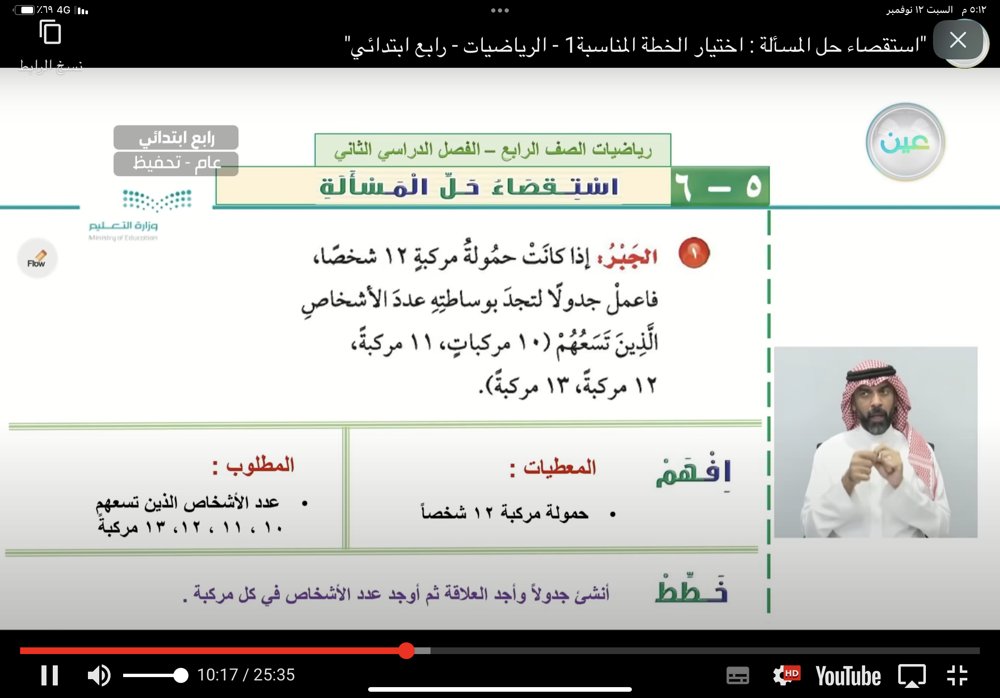 ٥:١٢ م السبت ١٢ نوفمبر
٪٦٩ 4G
"استقصاء حل المسألة : اختيار الخطة المناسبة1 - الرياضيات - رابع ابتدائي"
نسخ الرابط
عين
رابع ابتدائي
عام - تحفيظ
رياضيات الصف الرابع – الفصل الدراسي الثاني
٥ – ٦ اسْتِقصَاءُ حَلِّ الْمَسْأَلَةِ
وزارة التعليم
Ministry of Education
Flow
١ الجَبْرُ: إذا كانَتْ حمُولةُ مركبةٍ ١٢ شخصًا،
فاعملْ جدولًا لتجدَ بوساطتِهِ عددَ الأشخاصِ
الَّذِينَ تَسَعُهُمْ (١٠ مركباتٍ، ١١ مركبةً،
١٢ مركبةً، ١٣ مركبةً).
اِفْهَمْ
المعطيات :
• حمولة مركبة ١٢ شخصاً
المطلوب :
• عدد الأشخاص الذين تسعهم
١٠ ، ١١ ، ١٢، ١٣ مركبةً
خَطِّطْ
أنشئ جدولاً وأجد العلاقة ثم أوجد عدد الأشخاص في كل مركبة .
10:17 / 25:35
HD
YouTube